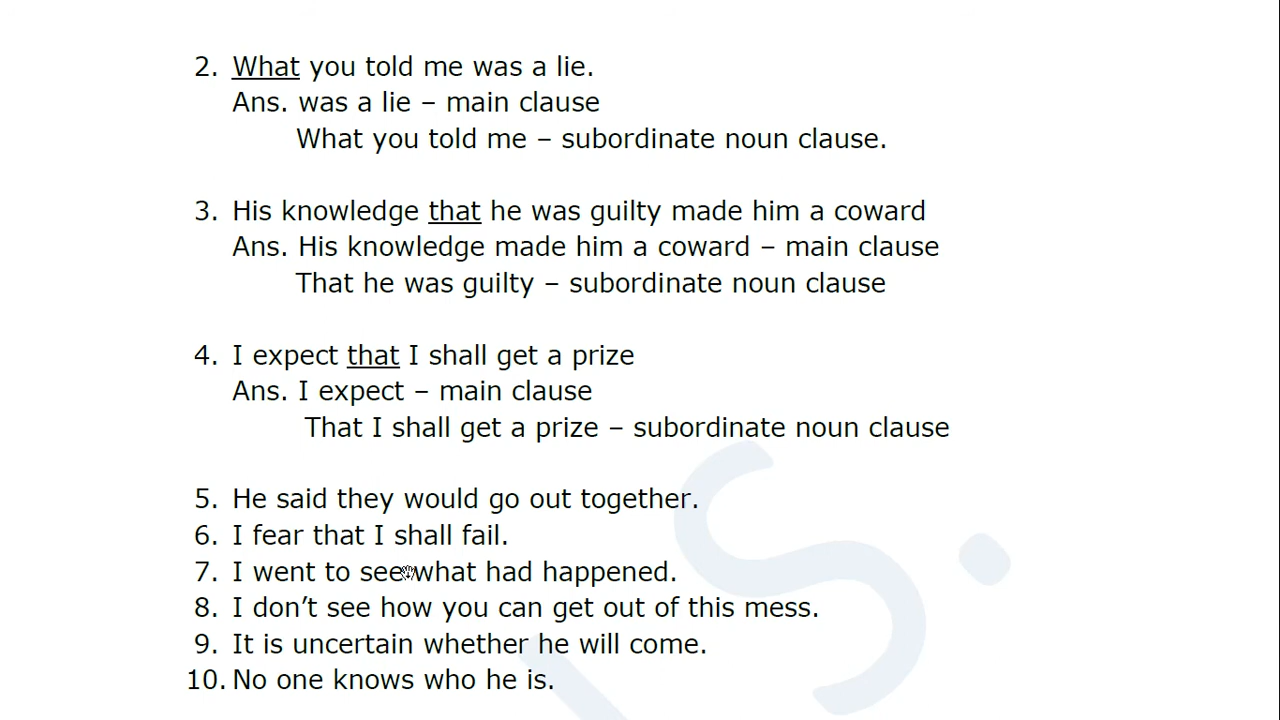 2. What you told me was a lie.
Ans. was a lie – main clause
What you told me – subordinate noun clause.
3. His knowledge that he was guilty made him a coward
Ans. His knowledge made him a coward – main clause
That he was guilty – subordinate noun clause
4. I expect that I shall get a prize
Ans. I expect – main clause
That I shall get a prize – subordinate noun clause
5. He said they would go out together.
6. I fear that I shall fail.
7. I went to see what had happened.
8. I don’t see how you can get out of this mess.
9. It is uncertain whether he will come.
10. No one knows who he is.
S.